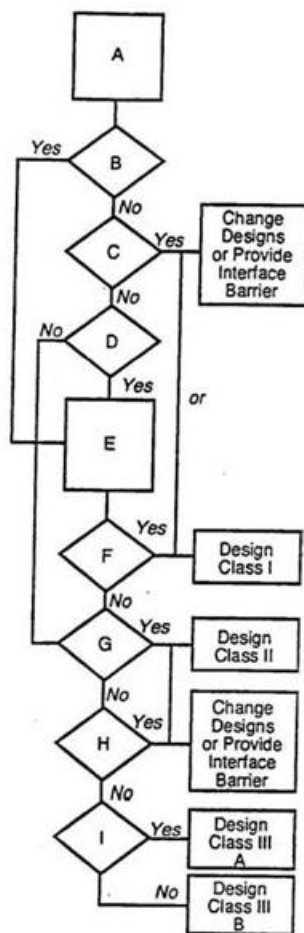 A
Yes
B
No
C
Yes
Change
Designs
or Provide
Interface
Barrier
No
No
D
Yes
or
E
Yes
F
Design
Class I
No
Yes
G
Design
Class II
No
Yes
H
Change
Designs
or Provide
Interface
Barrier
No
I
Yes
Design
Class III
A
No
Design
Class III
B